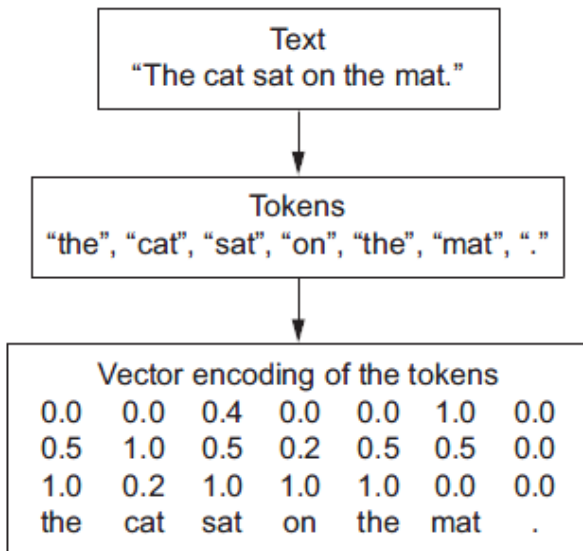 Text
“The cat sat on the mat.”
Tokens
“the”, “cat”, “sat”, “on”, “the”, “mat”, “.”
Vector encoding of the tokens
0.0 0.0 0.4 0.0 0.0 1.0 0.0
0.5 1.0 0.5 0.2 0.5 0.5 0.0
1.0 0.2 1.0 1.0 1.0 0.0 0.0
the cat sat on the mat .